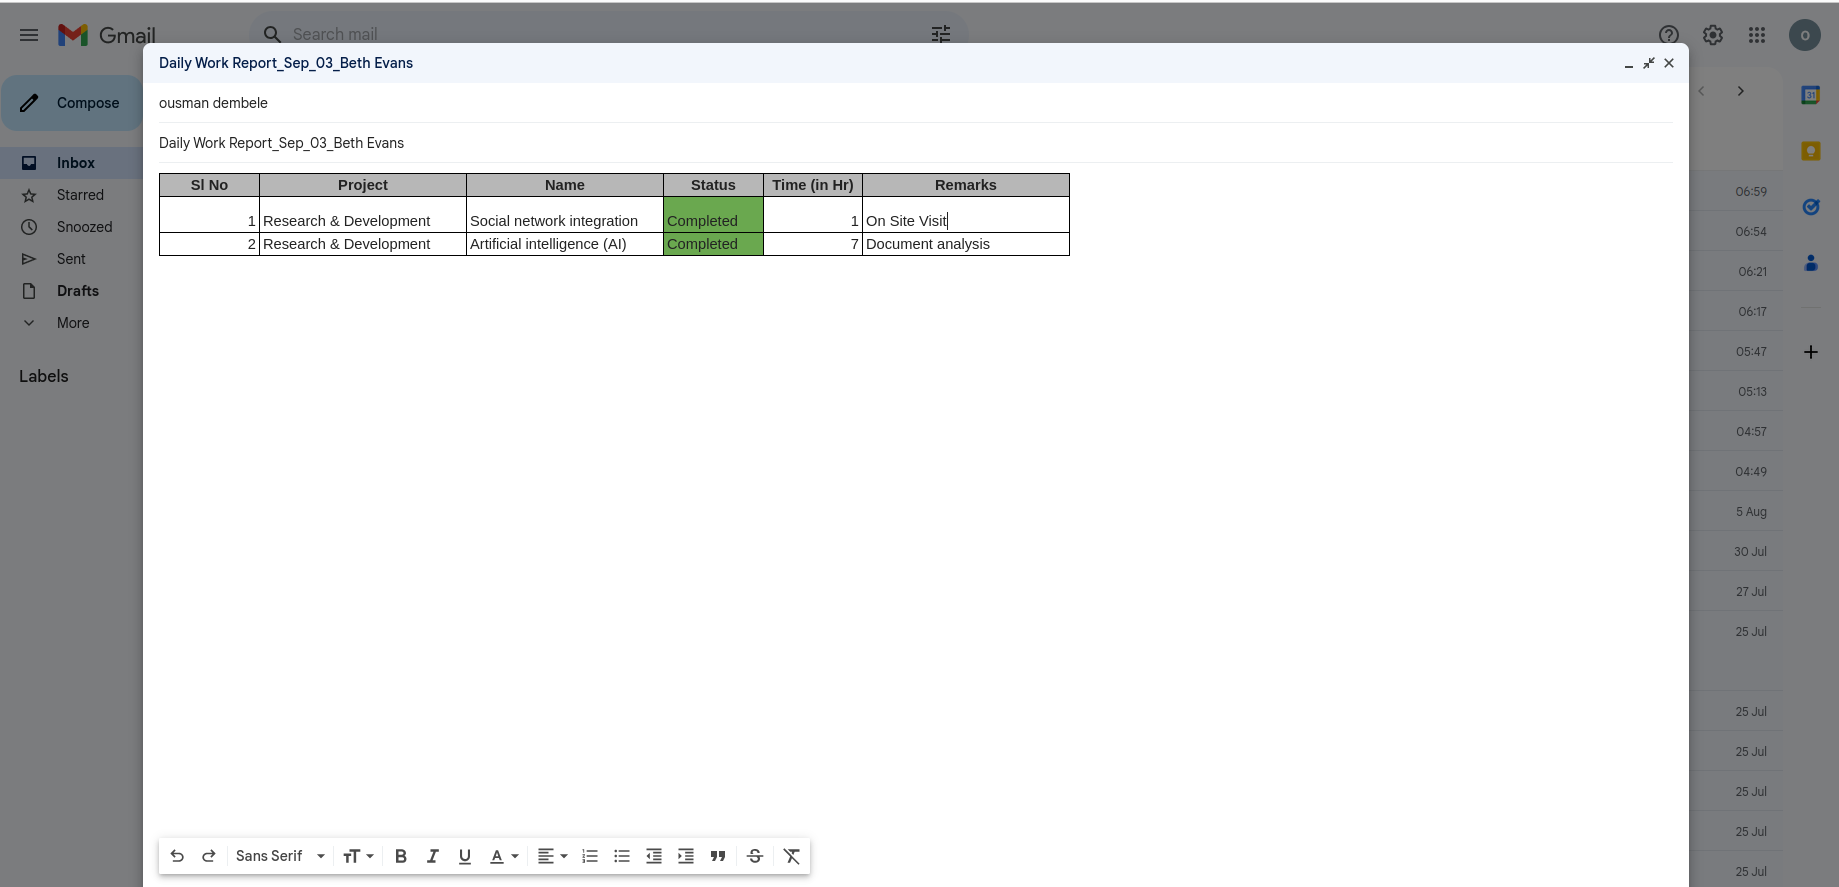 Gmail
Search mail
O
Daily Work Report_Sep_03_Beth Evans
Compose
ousman dembele
31
Daily Work Report_Sep_03_Beth Evans
Inbox
Starred
Snoozed
Sent
Drafts
More
Labels
Sl No Project Name Status Time (in Hr) Remarks
1 Research & Development Social network integration Completed 1 On Site Visit
2 Research & Development Artificial intelligence (AI) Completed 7 Document analysis
06:59
06:54
06:21
06:17
05:47
05:13
04:57
04:49
5 Aug
30 Jul
27 Jul
25 Jul
25 Jul
25 Jul
25 Jul
25 Jul
25 Jul
Sans Serif